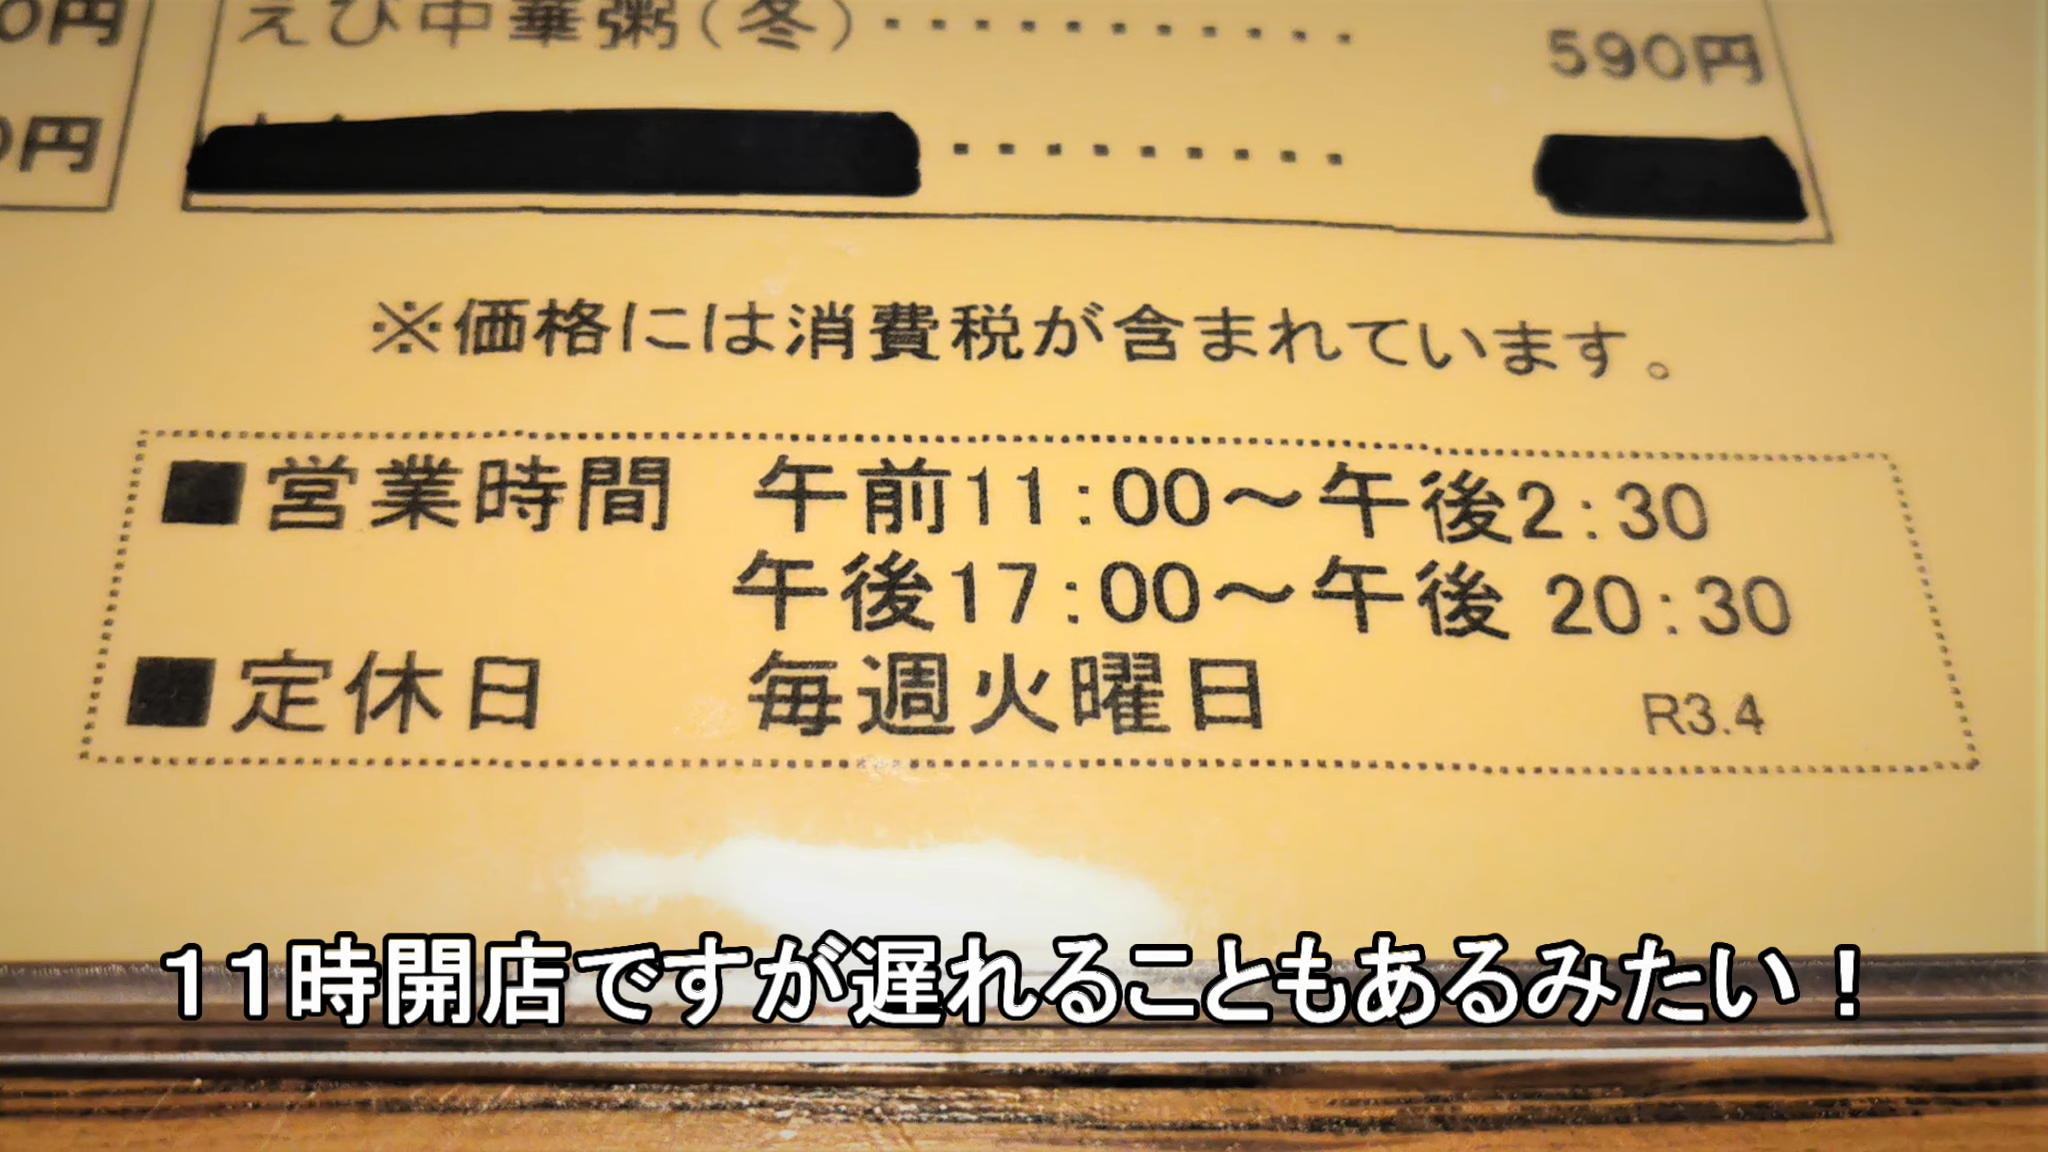 0円
えび中華粥(冬)･･････････ 590円
0円
※価格には消費税が含まれています。
■営業時間 午前11:00～午後2:30
午後17:00～午後 20:30
■定休日 毎週火曜日 R3.4
11時開店ですが遅れることもあるみたい！